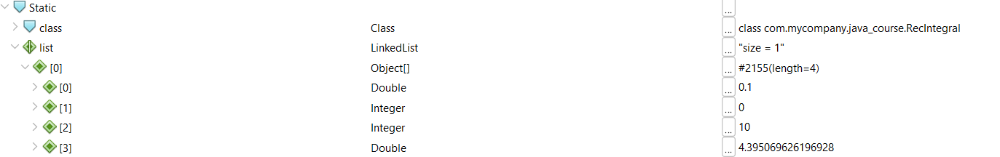 Static ...
class Class ... class com.mycompany.java_course.RecIntegral
list LinkedList ... "size = 1"
[0] Object[] ... #2155(length=4)
[0] Double ... 0.1
[1] Integer ... 0
[2] Integer ... 10
[3] Double ... 4.395069626196928